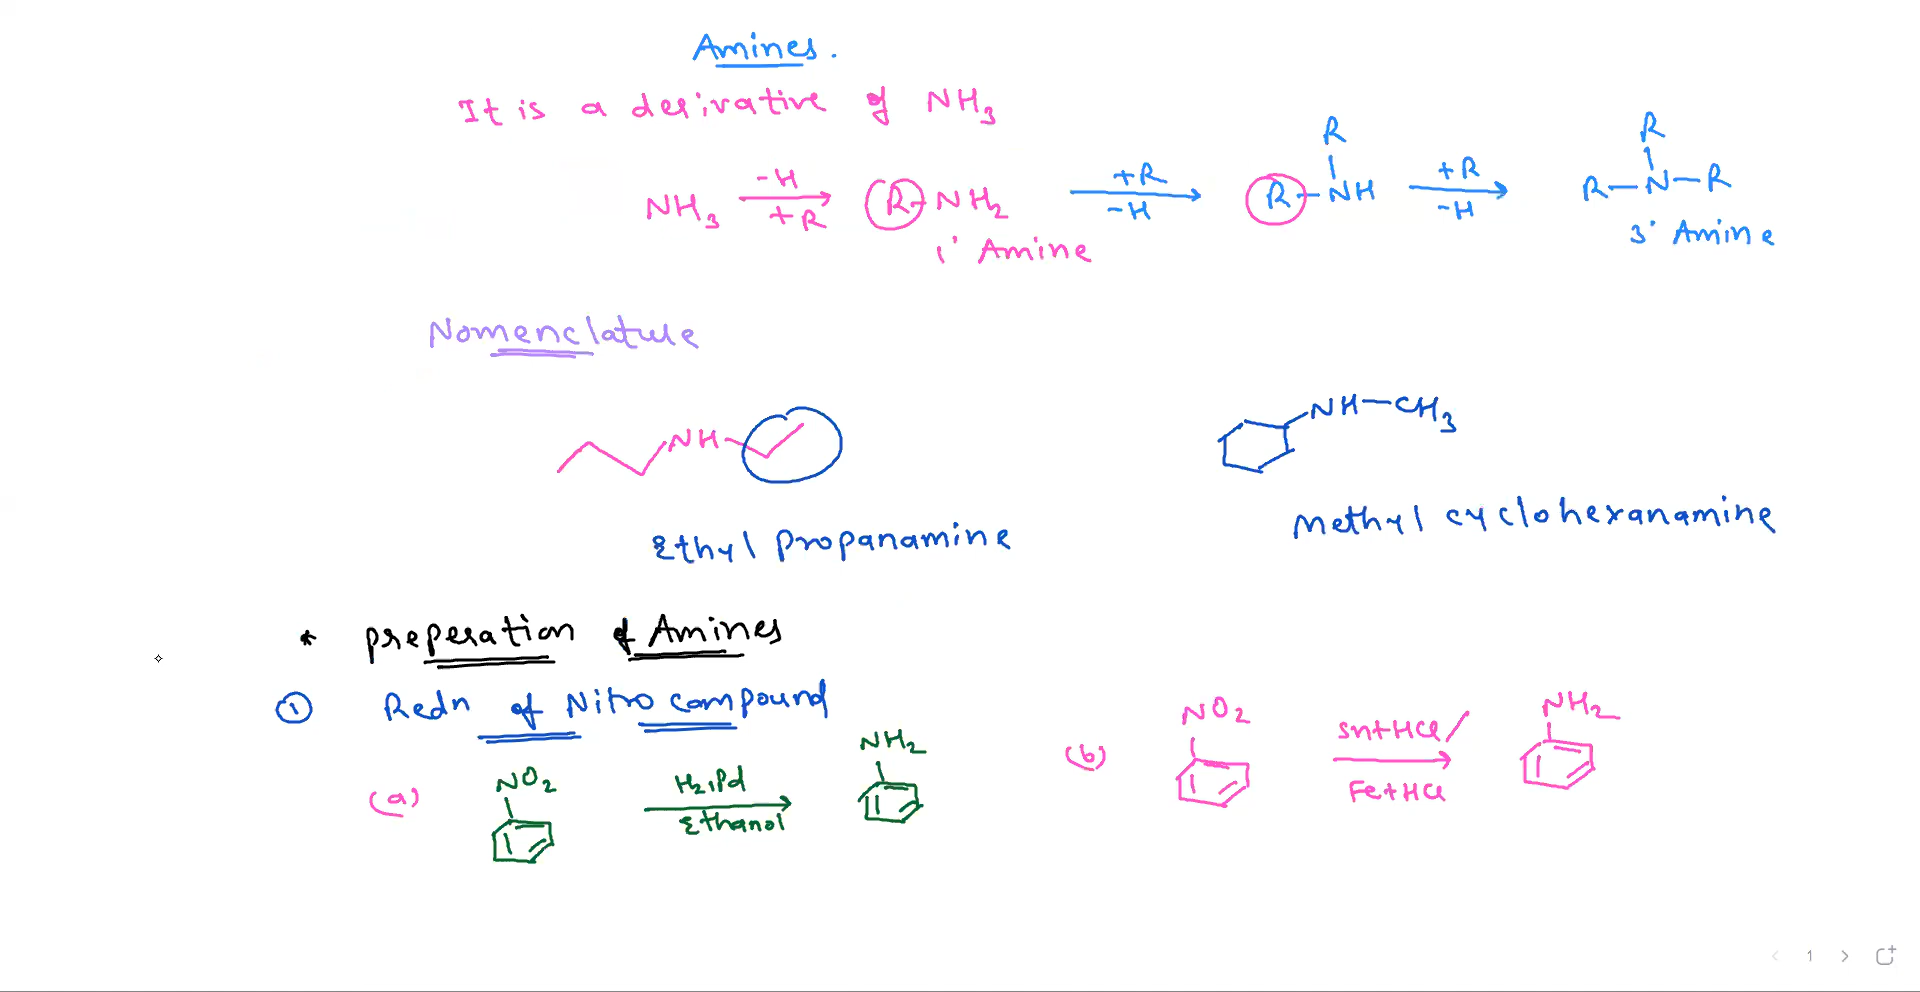 Amines.
It is a derivative of NH3
NH3 -H +R R-NH2 +R -H R-NH R +R -H R-N-R R
1° Amine
3° Amine
Nomenclature
NH
NH-CH3
Ethyl propanamine
Methyl cyclohexanamine
* preperation of Amines
① Redn of Nitro compound
(a) NO2 H2,Pd Ethanol NH2
(b) NO2 Sn+HCl/ Fe+HCl NH2
1